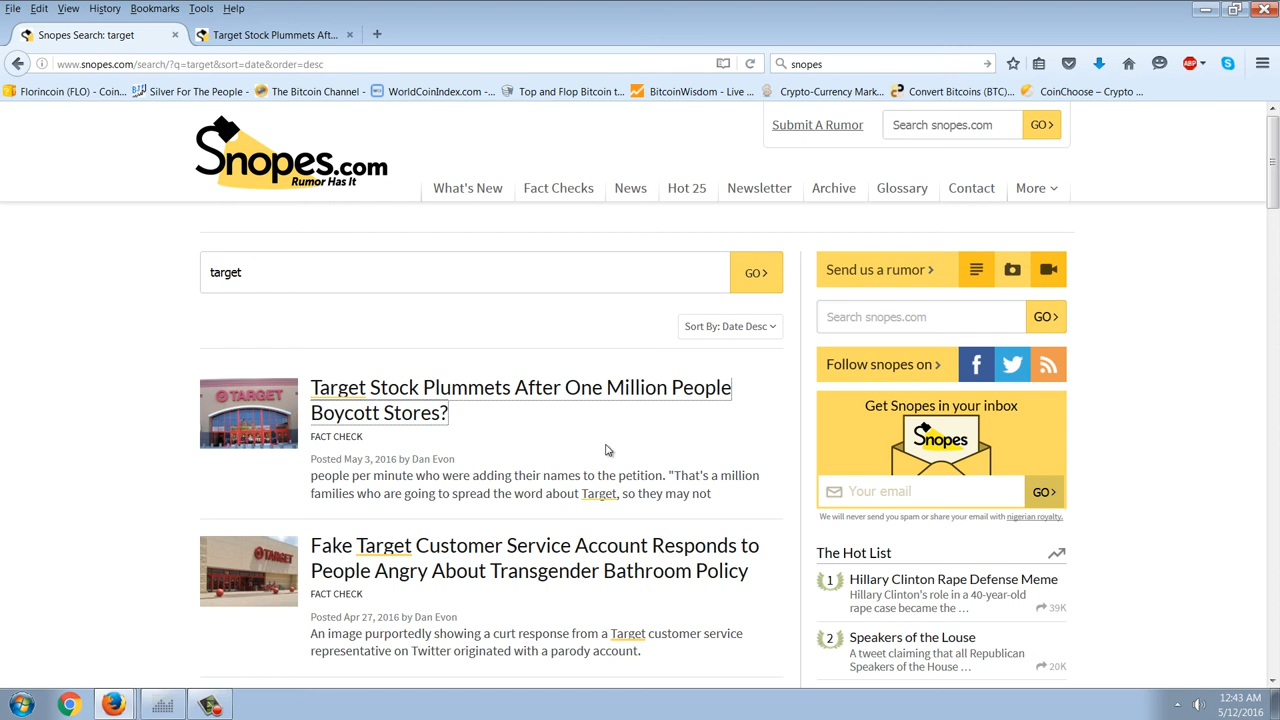 File Edit View History Bookmarks Tools Help
Snopes Search: target
Target Stock Plummets Aft...
www.snopes.com/search/?q=target&sort=date&order=desc
snopes
ABP
Florincoin (FLO) - Coin...
Silver For The People - ...
The Bitcoin Channel - ...
WorldCoinIndex.com - ...
Top and Flop Bitcoin t...
BitcoinWisdom - Live ...
Crypto-Currency Mark...
Convert Bitcoins (BTC)...
CoinChoose – Crypto ...
Snopes.com
Rumor Has It
Submit A Rumor
Search snopes.com
GO
What's New
Fact Checks
News
Hot 25
Newsletter
Archive
Glossary
Contact
More
target
GO
Sort By: Date Desc
TARGET
Target Stock Plummets After One Million People
Boycott Stores?
FACT CHECK
Posted May 3, 2016 by Dan Evon
people per minute who were adding their names to the petition. "That's a million
families who are going to spread the word about Target, so they may not
TARGET
Fake Target Customer Service Account Responds to
People Angry About Transgender Bathroom Policy
FACT CHECK
Posted Apr 27, 2016 by Dan Evon
An image purportedly showing a curt response from a Target customer service
representative on Twitter originated with a parody account.
Send us a rumor
Search snopes.com
GO
Follow snopes on
Get Snopes in your inbox
Snopes
Your email
GO
We will never send you spam or share your email with nigerian royalty.
The Hot List
1
Hillary Clinton Rape Defense Meme
Hillary Clinton's role in a 40-year-old
rape case became the …
39K
2
Speakers of the Louse
A tweet claiming that all Republican
Speakers of the House …
20K
12:43 AM
5/12/2016